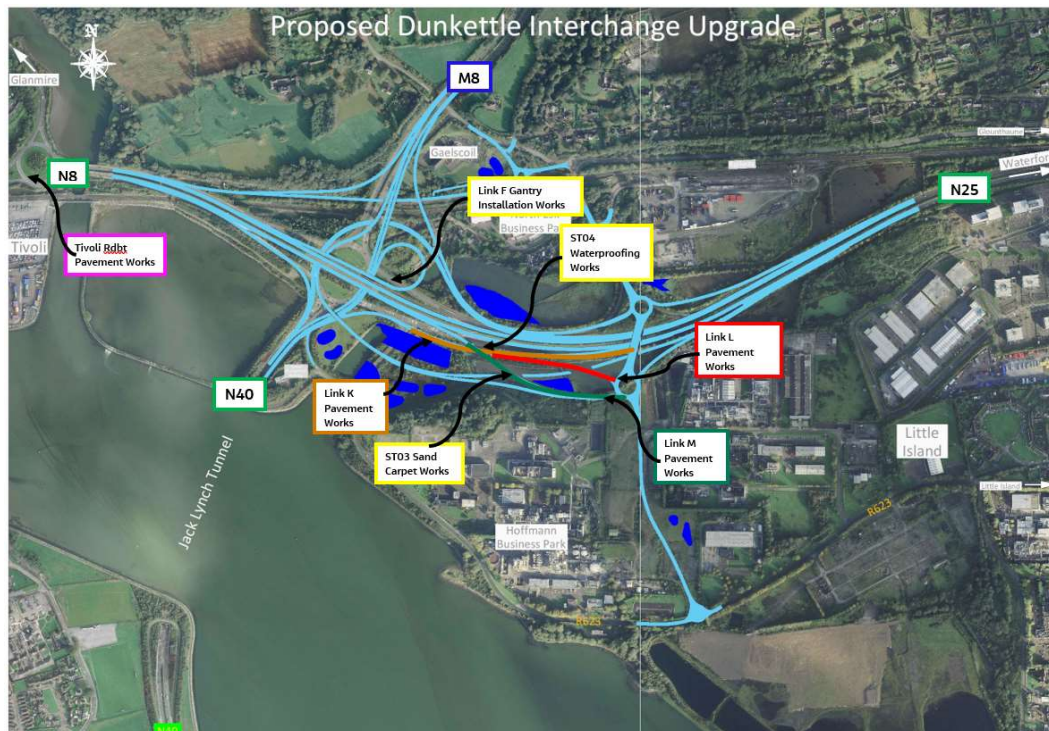 Proposed Dunkettle Interchange Upgrade
Glanmire
M8
Gaelscoil
Glounthaune
Waterford
N8
N25
Link F Gantry
Installation Works
Business Park
ST04
Waterproofing
Works
Tivoli
Tivoli Rdbt
Pavement Works
Link L
Pavement
Works
N40
Link K
Pavement
Works
ST03 Sand
Carpet Works
Link M
Pavement
Works
Little
Island
Little Island
R623
Jack Lynch Tunnel
Hoffmann
Business Park
R623
N40